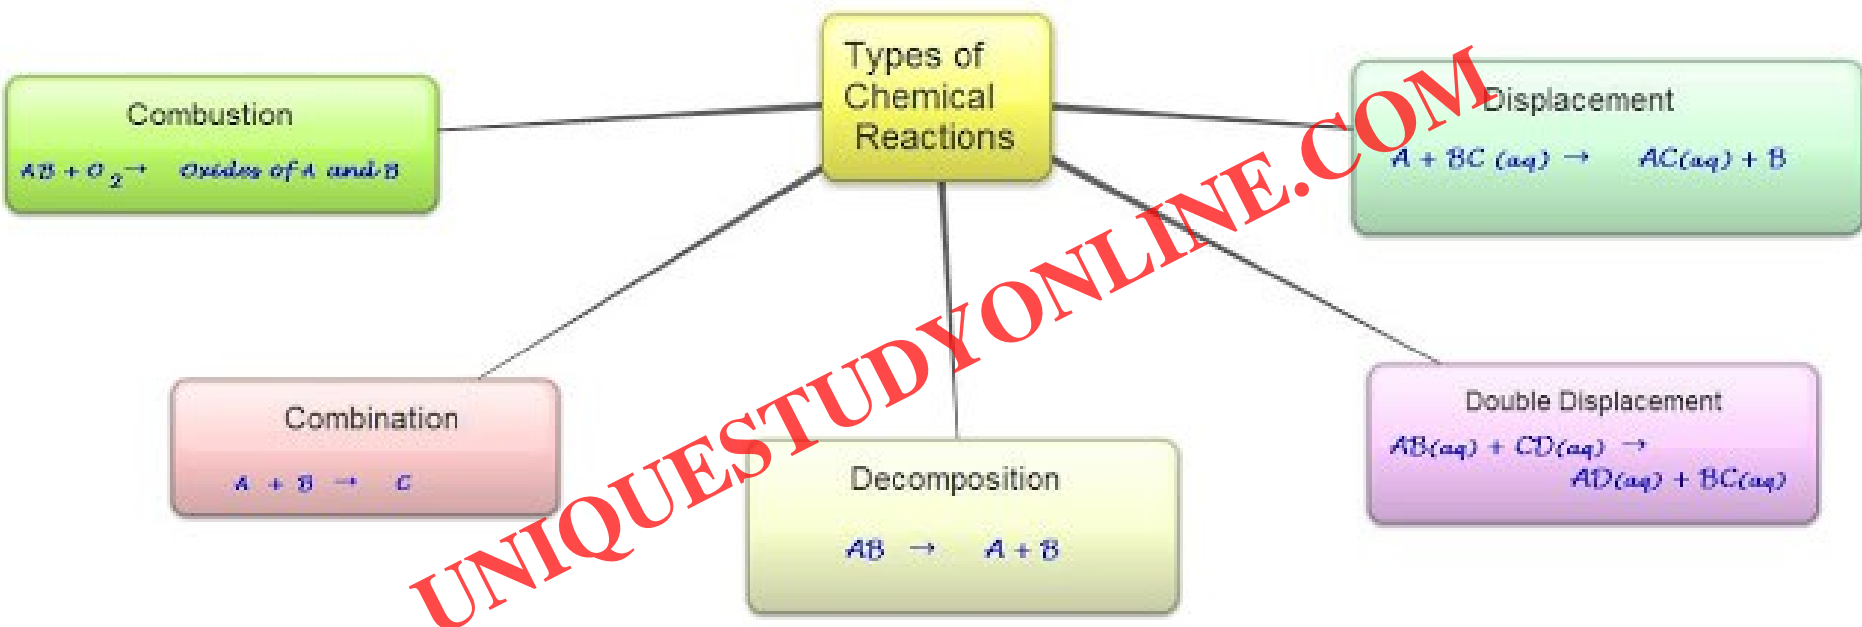 Types of
Chemical
Reactions
Combustion
AB + O₂ → Oxides of A and B
Displacement
A + BC (aq) → AC(aq) + B
Combination
A + B → C
Decomposition
AB → A + B
Double Displacement
AB(aq) + CD(aq) →
AD(aq) + BC(aq)
UNIQUESTUDYONLINE.COM